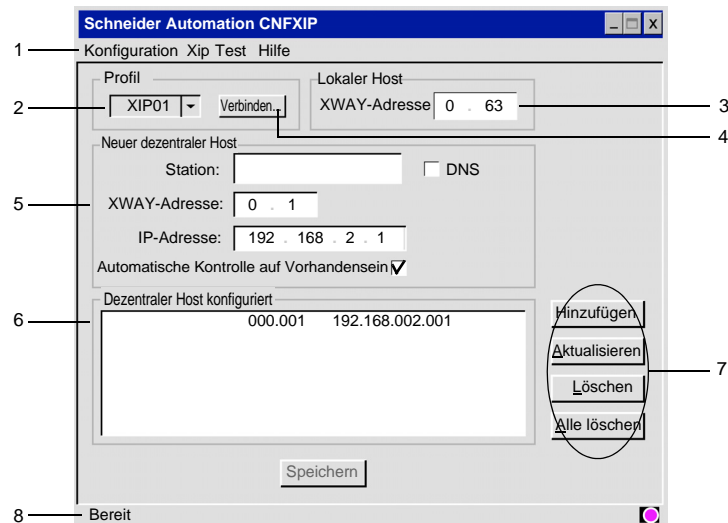 Schneider Automation CNFXIP
1 Konfiguration Xip Test Hilfe
Profil Lokaler Host
2 XIP01 Verbinden... XWAY-Adresse 0 . 63 3
4
Neuer dezentraler Host
Station: DNS
5 XWAY-Adresse: 0 . 1
IP-Adresse: 192 . 168 . 2 . 1
Automatische Kontrolle auf Vorhandensein
Dezentraler Host konfiguriert
6 000.001 192.168.002.001
Hinzufügen
Aktualisieren
7
Löschen
Alle löschen
Speichern
8 Bereit